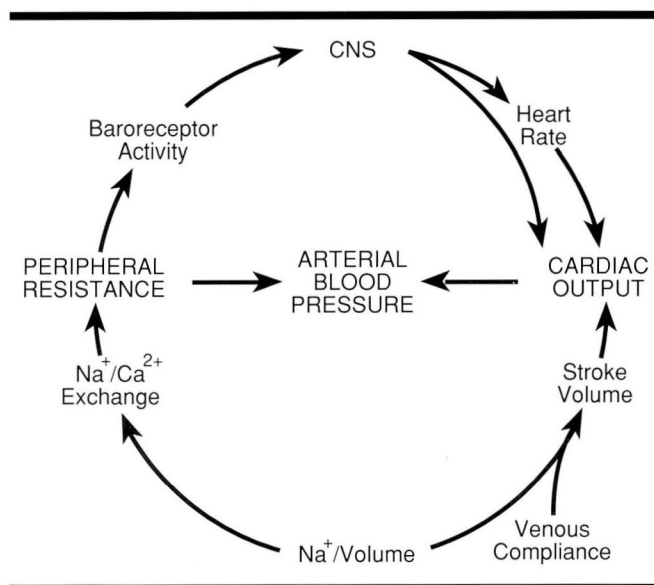 CNS
Heart
Rate
Baroreceptor
Activity
PERIPHERAL
RESISTANCE
ARTERIAL
BLOOD
PRESSURE
CARDIAC
OUTPUT
Na⁺/Ca²⁺
Exchange
Stroke
Volume
Na⁺/Volume
Venous
Compliance